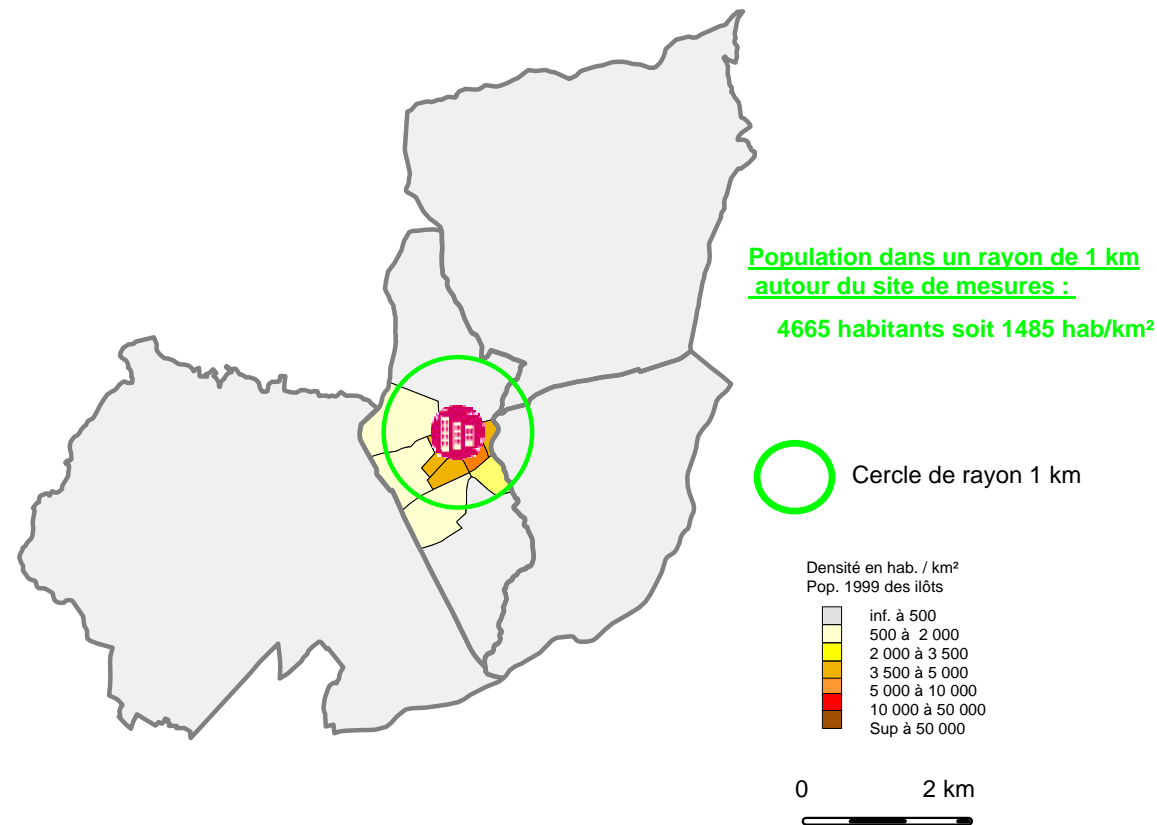 Population dans un rayon de 1 km
autour du site de mesures :
4665 habitants soit 1485 hab/km²
Cercle de rayon 1 km
Densité en hab. / km²
Pop. 1999 des ilôts
inf. à 500
500 à 2 000
2 000 à 3 500
3 500 à 5 000
5 000 à 10 000
10 000 à 50 000
Sup à 50 000
0 2 km